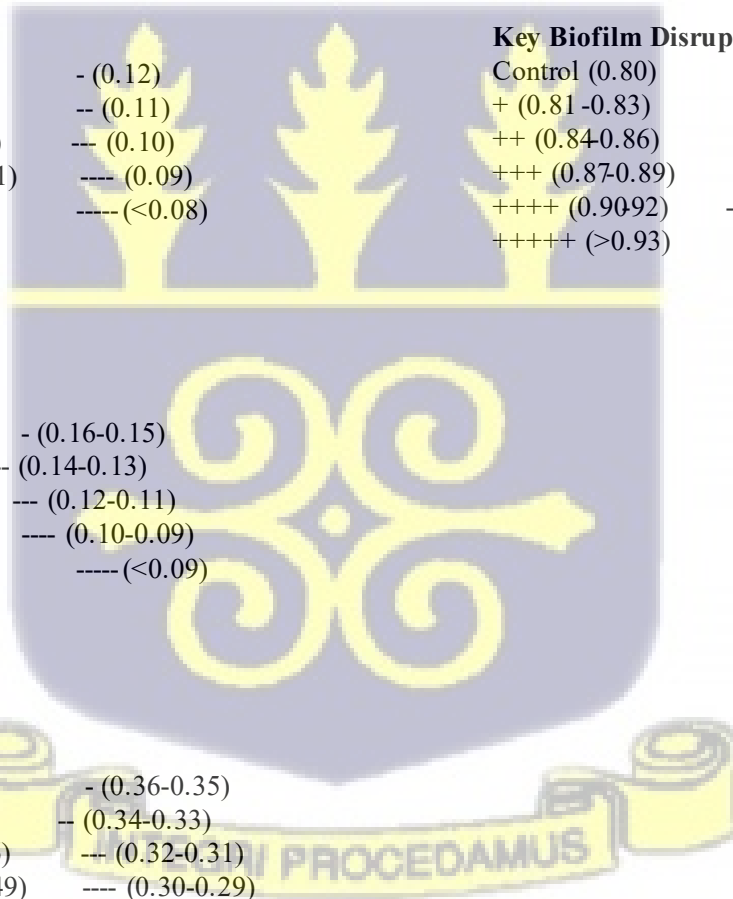 Key Biofilm Disrup
- (0.12) Control (0.80)
-- (0.11) + (0.81 -0.83)
) --- (0.10) ++ (0.84-0.86)
1) ---- (0.09) +++ (0.87-0.89)
-----(<0.08) ++++ (0.90-92) -
+++++ (>0.93)
- (0.16-0.15)
-- (0.14-0.13)
--- (0.12-0.11)
---- (0.10-0.09)
-----(<0.09)
- (0.36-0.35)
-- (0.34-0.33)
) --- (0.32-0.31)
49) ---- (0.30-0.29)
INTEGRI PROCEDAMUS